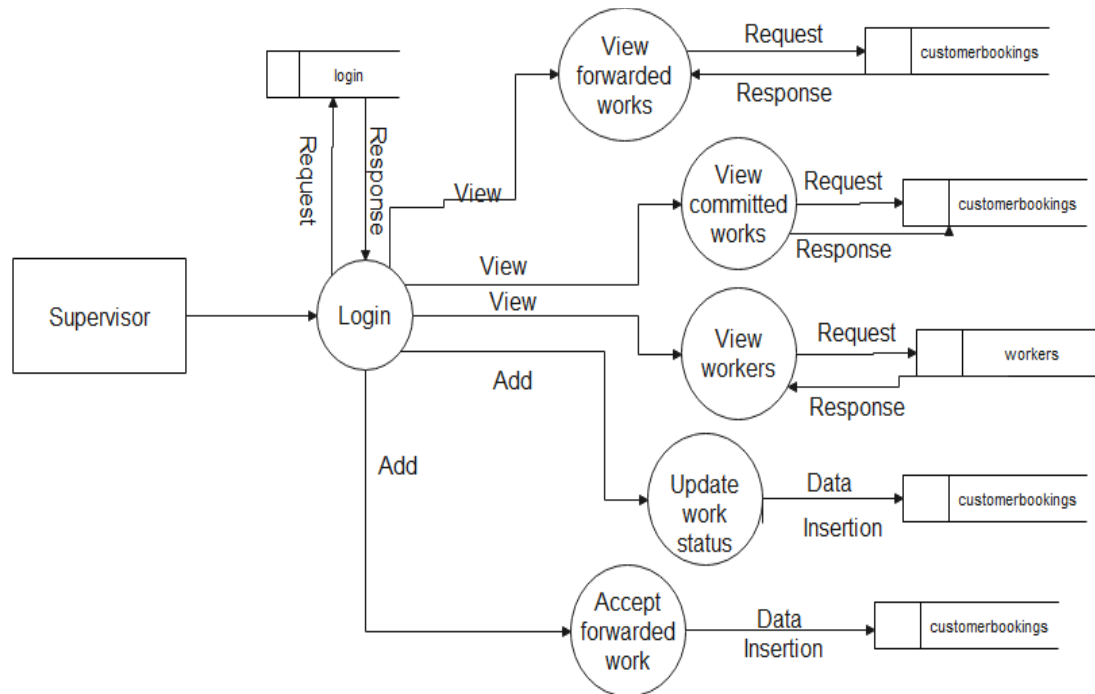 login
Request
Response
Supervisor
Login
View
View
forwarded
works
Request
Response
customerbookings
View
View
committed
works
Request
Response
customerbookings
View
View
workers
Request
Response
workers
Add
Update
work
status
Data
Insertion
customerbookings
Add
Accept
forwarded
work
Data
Insertion
customerbookings